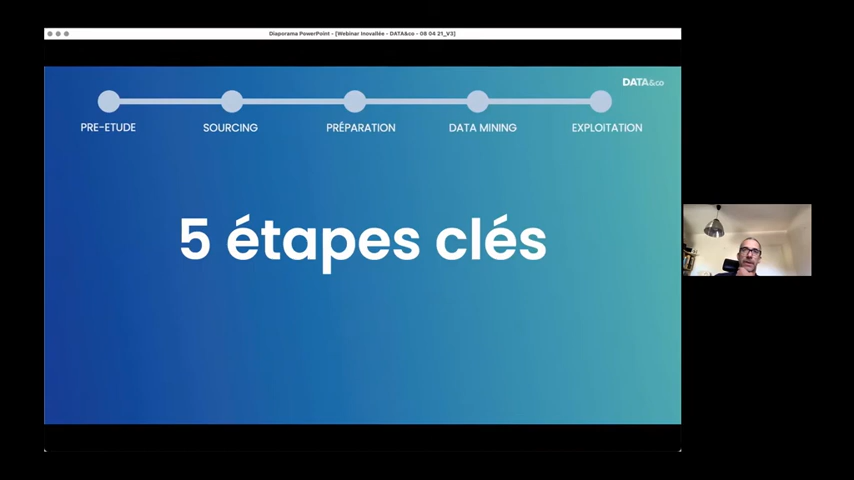 Diaporama PowerPoint - [Webinar Inovallée - DATA&co - 08 04 21_V3]
DATA&co
PRE-ETUDE
SOURCING
PRÉPARATION
DATA MINING
EXPLOITATION
5 étapes clés